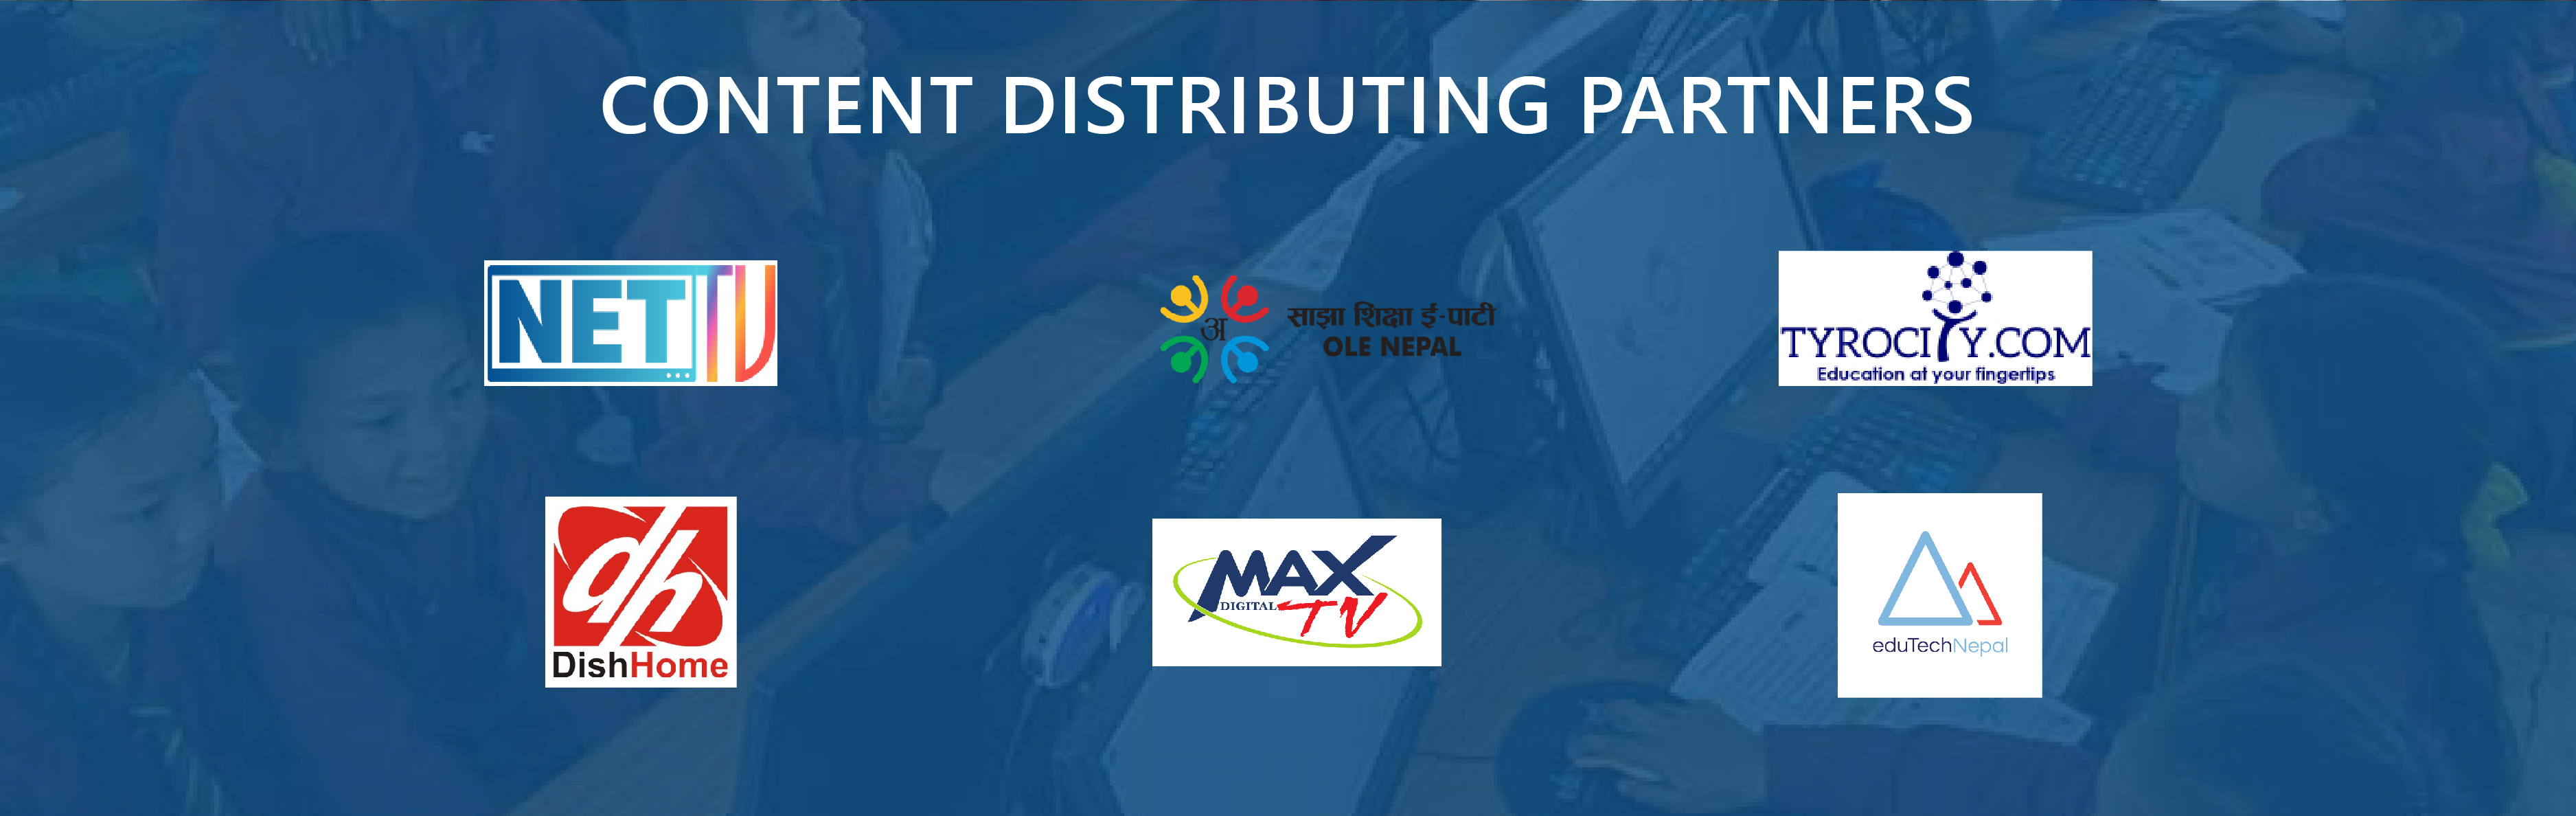 CONTENT DISTRIBUTING PARTNERS
NET TV
साझा शिक्षा ई-पाटी
अ
OLE NEPAL
TYROCITY.COM
Education at your fingertips
dh
DishHome
MAX
DIGITAL TV
eduTechNepal